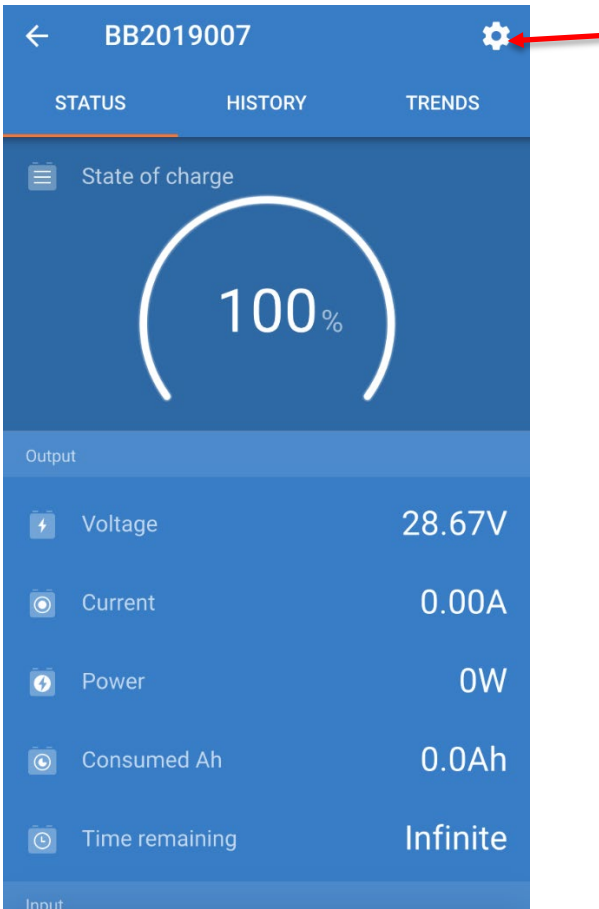 BB2019007
STATUS HISTORY TRENDS
State of charge
100%
Output
Voltage 28.67V
Current 0.00A
Power 0W
Consumed Ah 0.0Ah
Time remaining Infinite
Input